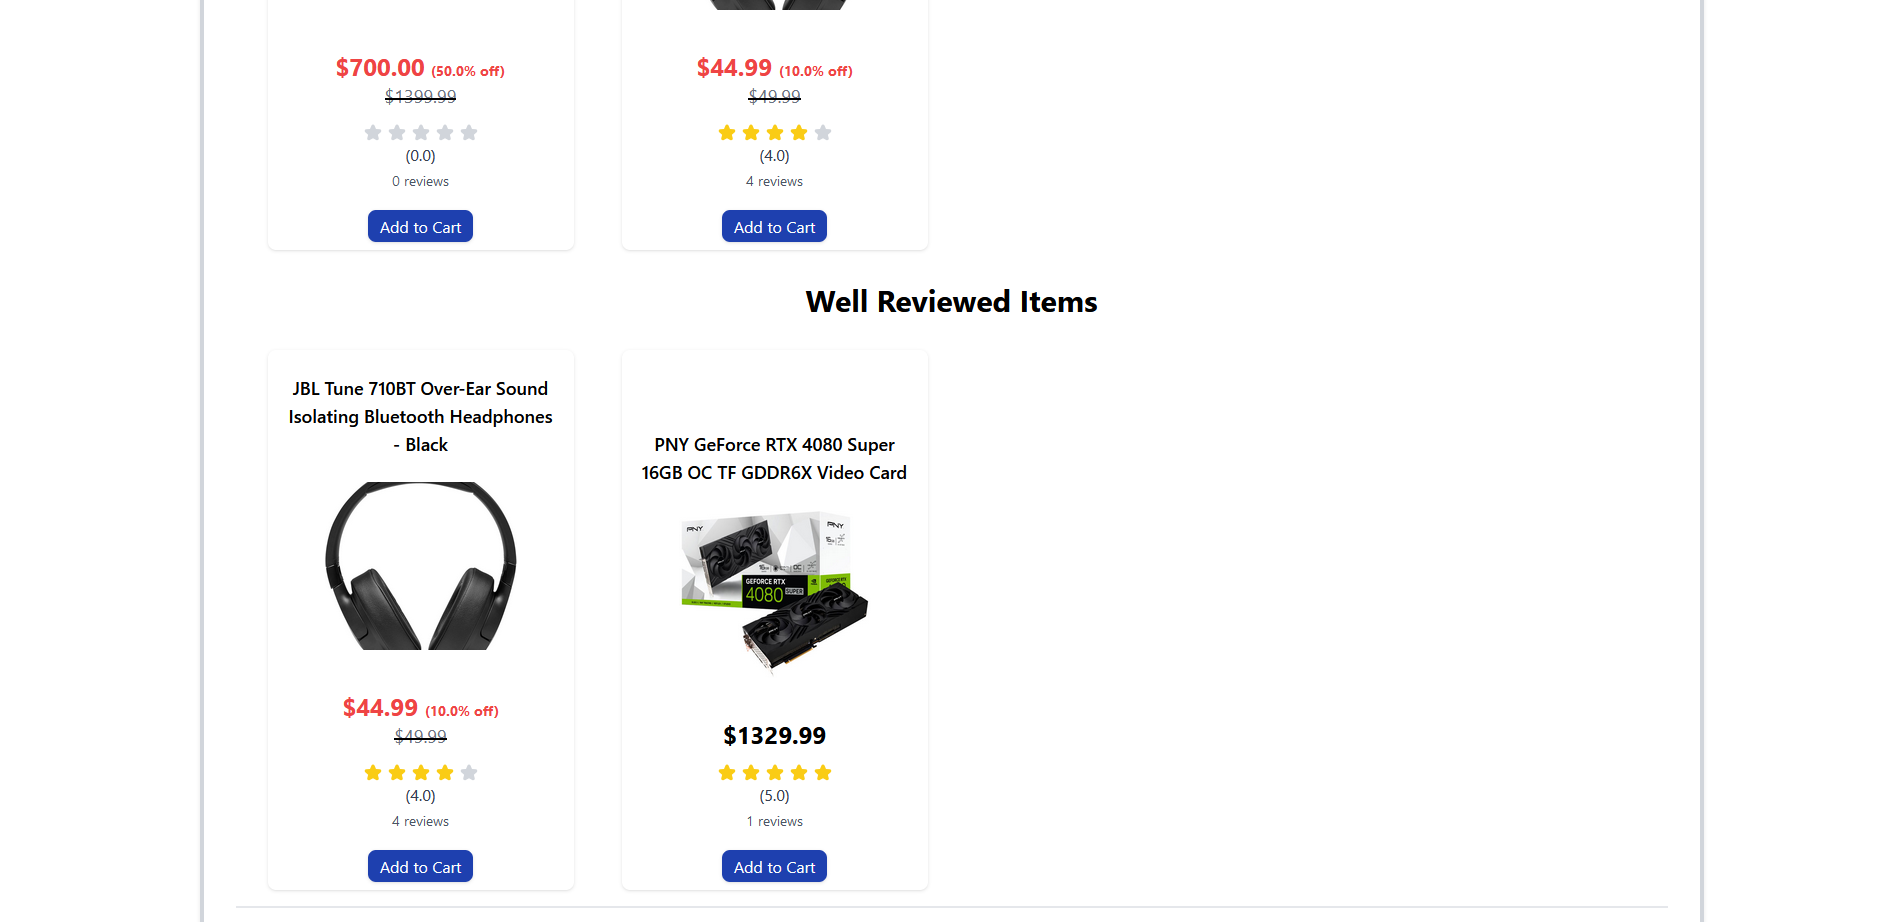 $700.00 (50.0% off)
$1399.99
(0.0)
0 reviews
Add to Cart
$44.99 (10.0% off)
$49.99
(4.0)
4 reviews
Add to Cart
Well Reviewed Items
JBL Tune 710BT Over-Ear Sound
Isolating Bluetooth Headphones
- Black
$44.99 (10.0% off)
$49.99
(4.0)
4 reviews
Add to Cart
PNY GeForce RTX 4080 Super
16GB OC TF GDDR6X Video Card
PNY
PNY
16GB
16GB
OC
GEFORCE RTX
4080 SUPER
$1329.99
(5.0)
1 reviews
Add to Cart